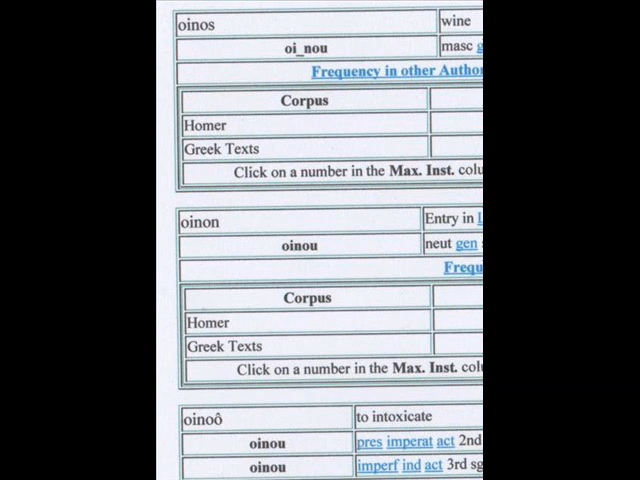 oinos wine
oi_nou masc g
Frequency in other Autho
Corpus
Homer
Greek Texts
Click on a number in the Max. Inst. colu
oinon Entry in L
oinou neut gen s
Frequ
Corpus
Homer
Greek Texts
Click on a number in the Max. Inst. colu
oinoô to intoxicate
oinou pres imperat act 2nd
oinou imperf ind act 3rd sg